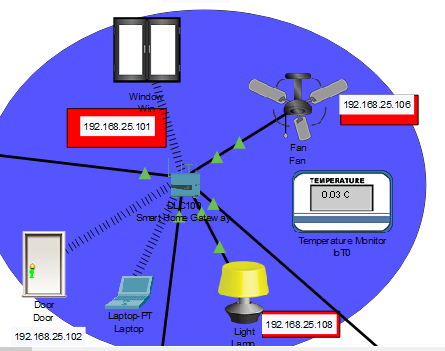 Window
Win
192.168.25.101
192.168.25.106
Fan
Fan
TEMPERATURE
0.03 C
DLC100
Smart Home Gateway
Temperature Monitor
IoT0
Door
Door
192.168.25.102
Laptop-PT
Laptop
Light
Lamp
192.168.25.108